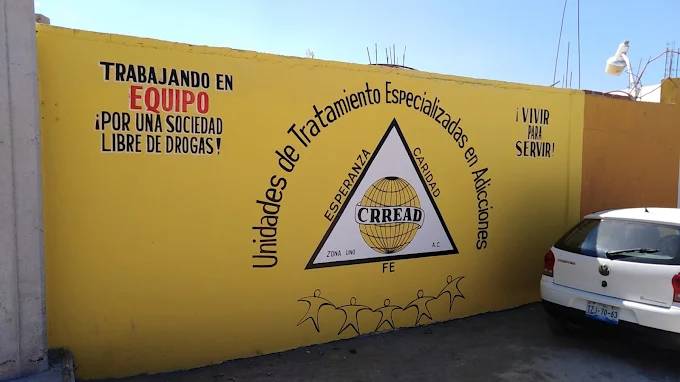 TRABAJANDO EN
EQUIPO
¡POR UNA SOCIEDAD
LIBRE DE DROGAS!
Unidades de Tratamiento Especializadas en Adicciones
ESPERANZA
CARIDAD
CRREAD
ZONA UNO
A.C.
FE
¡VIVIR
PARA
SERVIR!